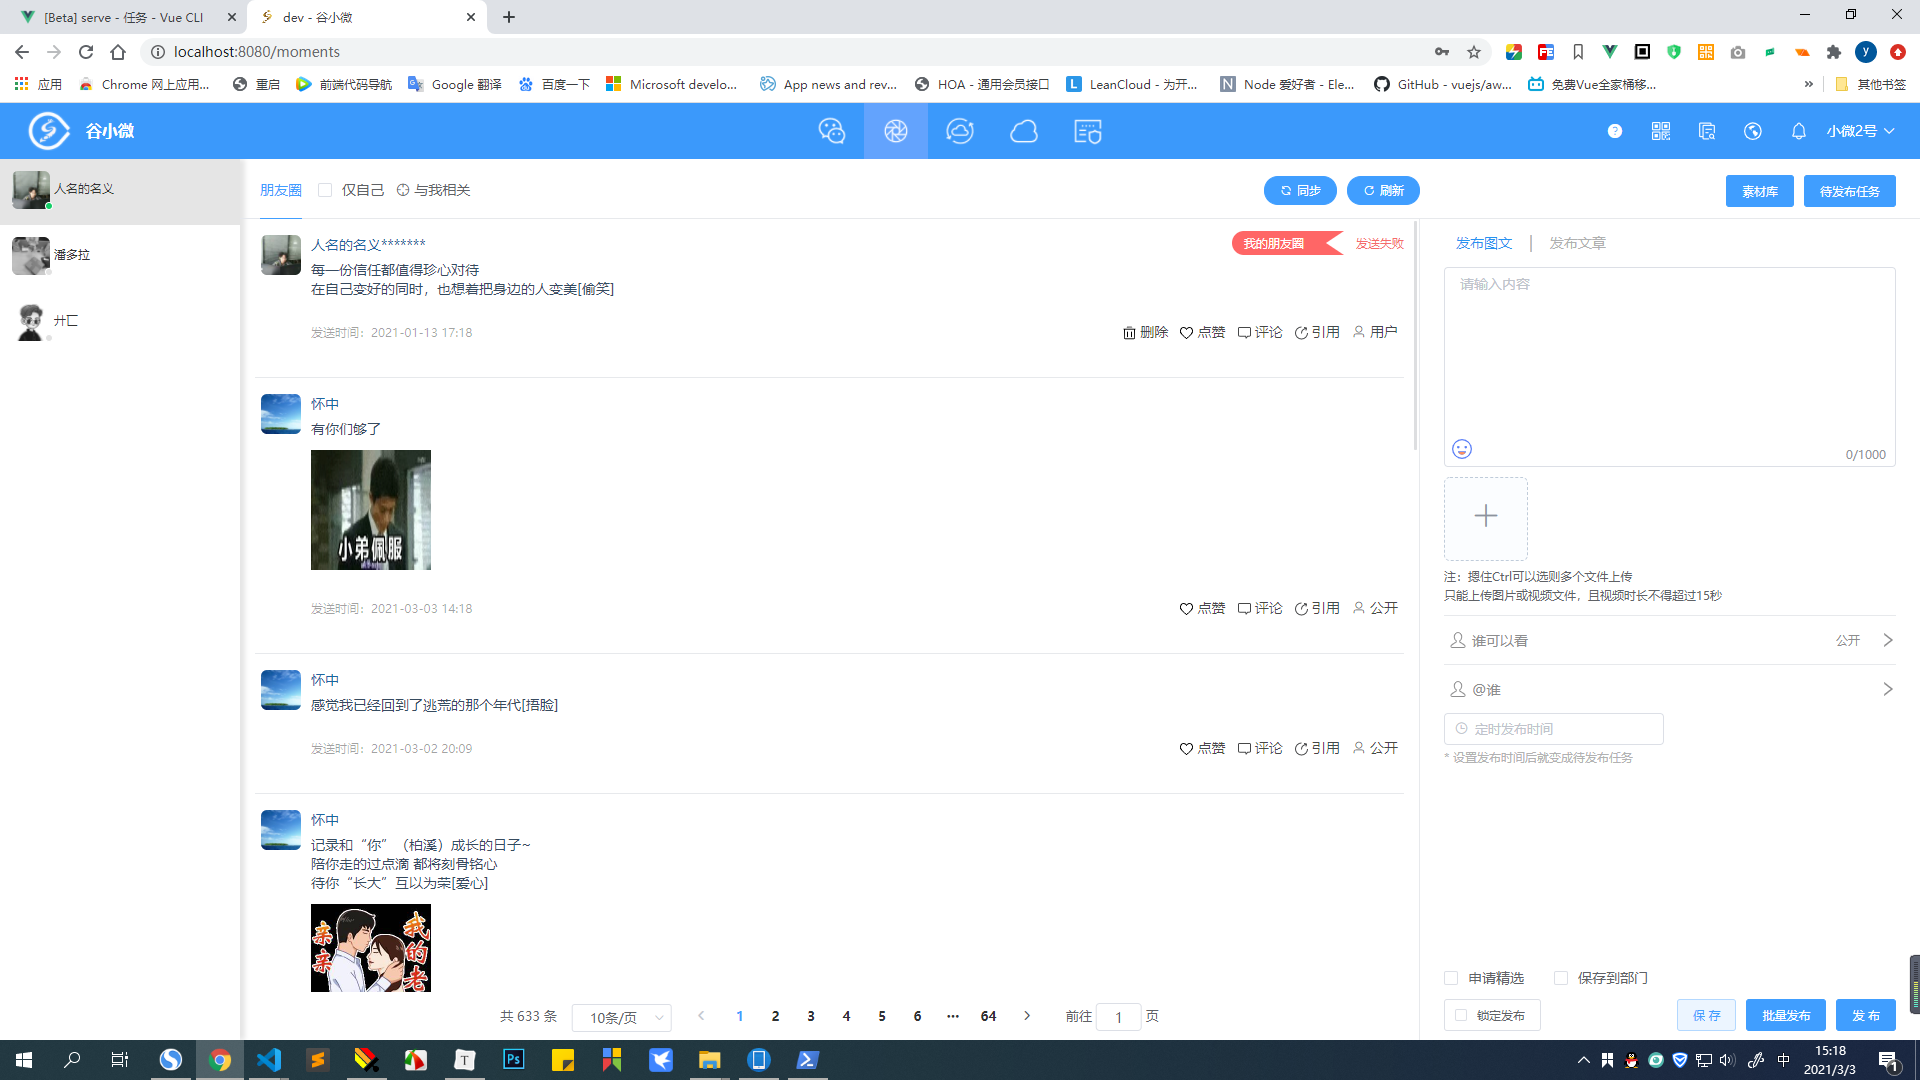 [Beta] serve - 任务 - Vue CLI
dev - 谷小微
localhost:8080/moments
应用
Chrome 网上应用...
重启
前端代码导航
Google 翻译
百度一下
Microsoft develo...
App news and rev...
HOA - 通用会员接口
LeanCloud - 为开...
Node 爱好者 - Ele...
GitHub - vuejs/aw...
免费Vue全家桶移...
»
其他书签
谷小微
小微2号
人名的名义
潘多拉
廾匸
朋友圈
仅自己
与我相关
同步
刷新
素材库
待发布任务
人名的名义*******
我的朋友圈
发送失败
每一份信任都值得珍心对待
在自己变好的同时，也想着把身边的人变美[偷笑]
发送时间：2021-01-13 17:18
删除
点赞
评论
引用
用户
怀中
有你们够了
小弟佩服
发送时间：2021-03-03 14:18
点赞
评论
引用
公开
怀中
感觉我已经回到了逃荒的那个年代[捂脸]
发送时间：2021-03-02 20:09
点赞
评论
引用
公开
怀中
记录和“你”（柏溪）成长的日子~
陪你走的过点滴 都将刻骨铭心
待你“长大”互以为荣[爱心]
亲亲
我的老
共 633 条
10条/页
1
2
3
4
5
6
···
64
前往
1
页
发布图文
|
发布文章
请输入内容
0/1000
注：摁住Ctrl可以选则多个文件上传
只能上传图片或视频文件，且视频时长不得超过15秒
谁可以看
公开
@谁
定时发布时间
* 设置发布时间后就变成待发布任务
申请精选
保存到部门
锁定发布
保 存
批量发布
发 布
中
15:18
2021/3/3
1